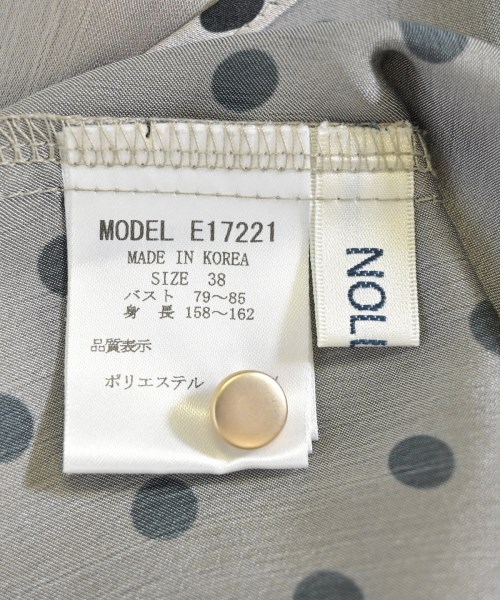 MODEL E17221
MADE IN KOREA
SIZE 38
バスト 79～85
身 長 158～162
品質表示
ポリエステル